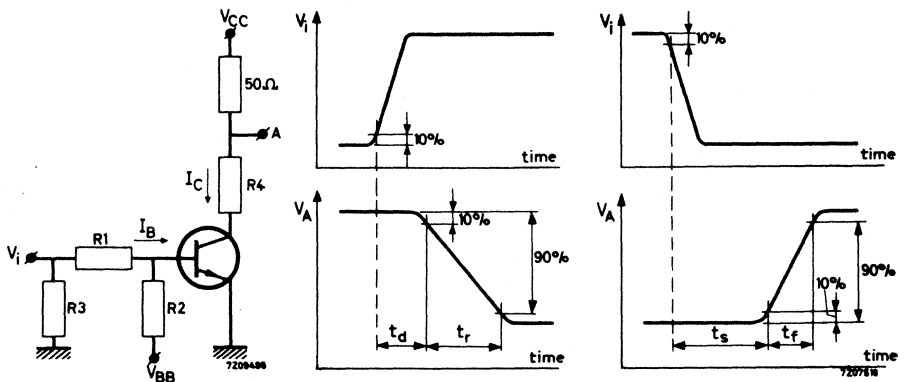 VCC
50Ω
A
IC
R4
IB
R1
Vi
R3
R2
VBB
7209486
Vi
10%
time
VA
10%
90%
td
tr
time
Vi
10%
time
VA
10%
90%
ts
tf
time